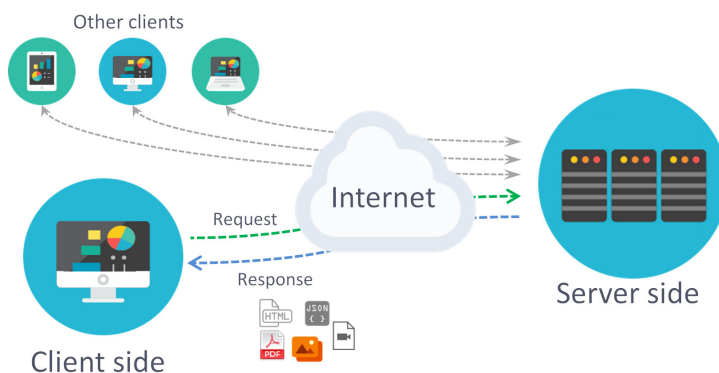 Other clients
Internet
Request
Response
Server side
HTML
JSON
{ }
PDF
Client side